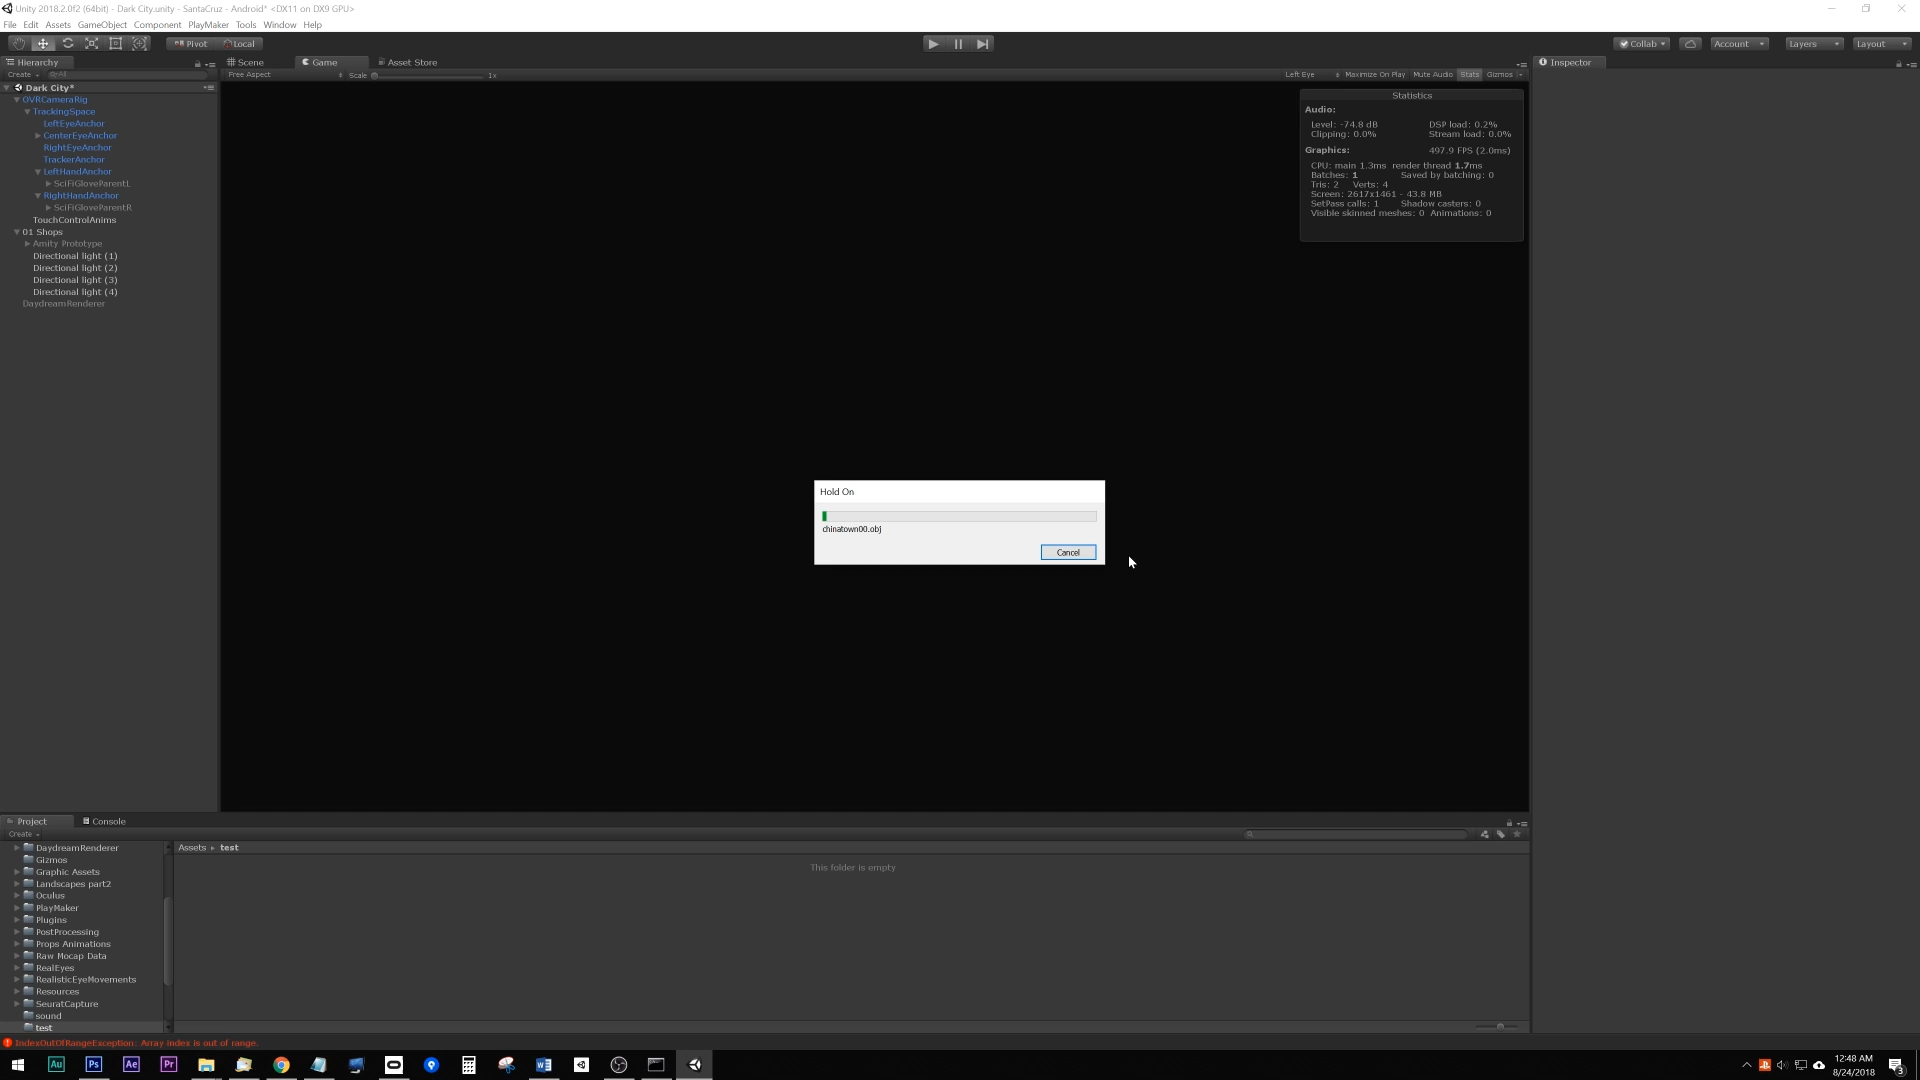 Unity 2018.2.0f2 (64bit) - Dark City.unity - SantaCruz - Android* <DX11 on DX9 GPU>
File Edit Assets GameObject Component PlayMaker Tools Window Help
Pivot Local Collab Account Layers Layout
Hierarchy Scene Game Asset Store Inspector
Create All Free Aspect Scale 1x Left Eye Maximize On Play Mute Audio Stats Gizmos
Dark City*
OVRCameraRig
TrackingSpace
LeftEyeAnchor
CenterEyeAnchor
RightEyeAnchor
TrackerAnchor
LeftHandAnchor
SciFiGloveParentL
RightHandAnchor
SciFiGloveParentR
TouchControlAnims
01 Shops
Amity Prototype
Directional light (1)
Directional light (2)
Directional light (3)
Directional light (4)
DaydreamRenderer
Statistics
Audio:
Level: -74.8 dB DSP load: 0.2%
Clipping: 0.0% Stream load: 0.0%
Graphics: 497.9 FPS (2.0ms)
CPU: main 1.3ms render thread 1.7ms
Batches: 1 Saved by batching: 0
Tris: 2 Verts: 4
Screen: 2617x1461 - 43.8 MB
SetPass calls: 1 Shadow casters: 0
Visible skinned meshes: 0 Animations: 0
Hold On
chinatown00.obj
Cancel
Project Console
Create
Assets test
This folder is empty
DaydreamRenderer
Gizmos
Graphic Assets
Landscapes part2
Oculus
PlayMaker
Plugins
PostProcessing
Props Animations
Raw Mocap Data
RealEyes
RealisticEyeMovements
Resources
SeuratCapture
sound
test
IndexOutOfRangeException: Array index is out of range.
Au Ps Ae Pr
12:48 AM
8/24/2018
3